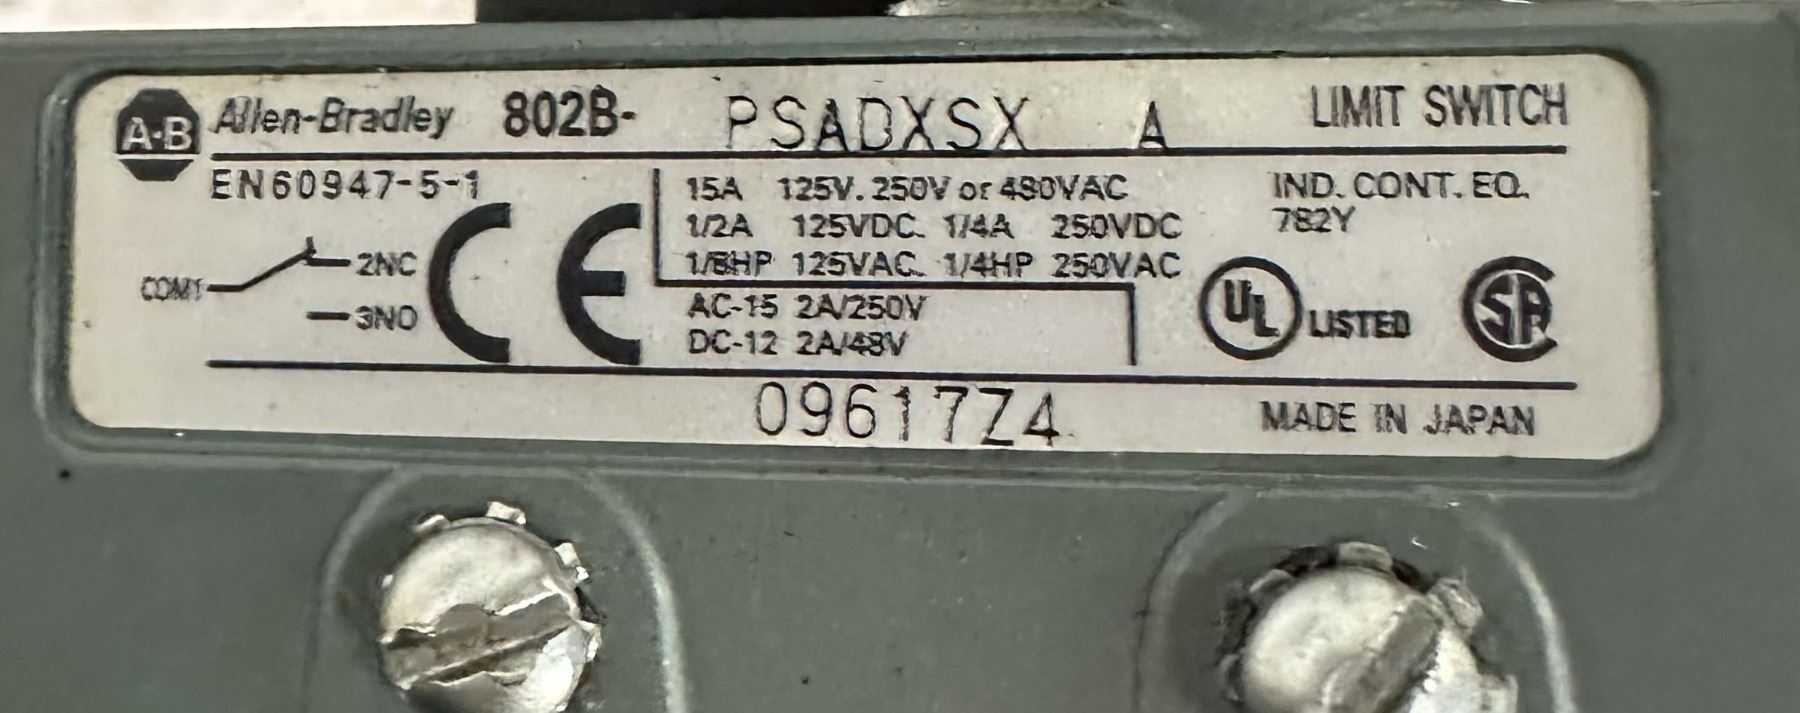 A-B Allen-Bradley 802B- PSADXSX A LIMIT SWITCH
EN60947-5-1
COM1
2NC
3NO
CE
15A 125V. 250V or 480VAC
1/2A 125VDC. 1/4A 250VDC
1/8HP 125VAC. 1/4HP 250VAC
AC-15 2A/250V
DC-12 2A/48V
IND. CONT. EQ.
782Y
UL LISTED SA
09617Z4
MADE IN JAPAN